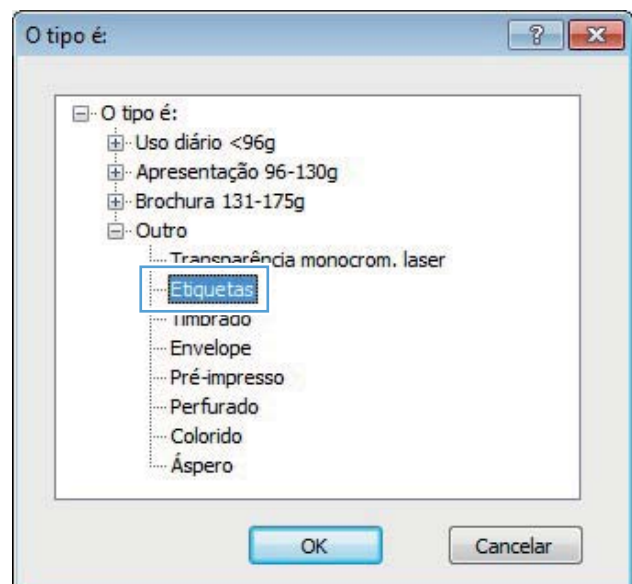 O tipo é:
O tipo é:
Uso diário <96g
Apresentação 96-130g
Brochura 131-175g
Outro
Transparência monocrom. laser
Etiquetas
Timbrado
Envelope
Pré-impresso
Perfurado
Colorido
Áspero
OK Cancelar